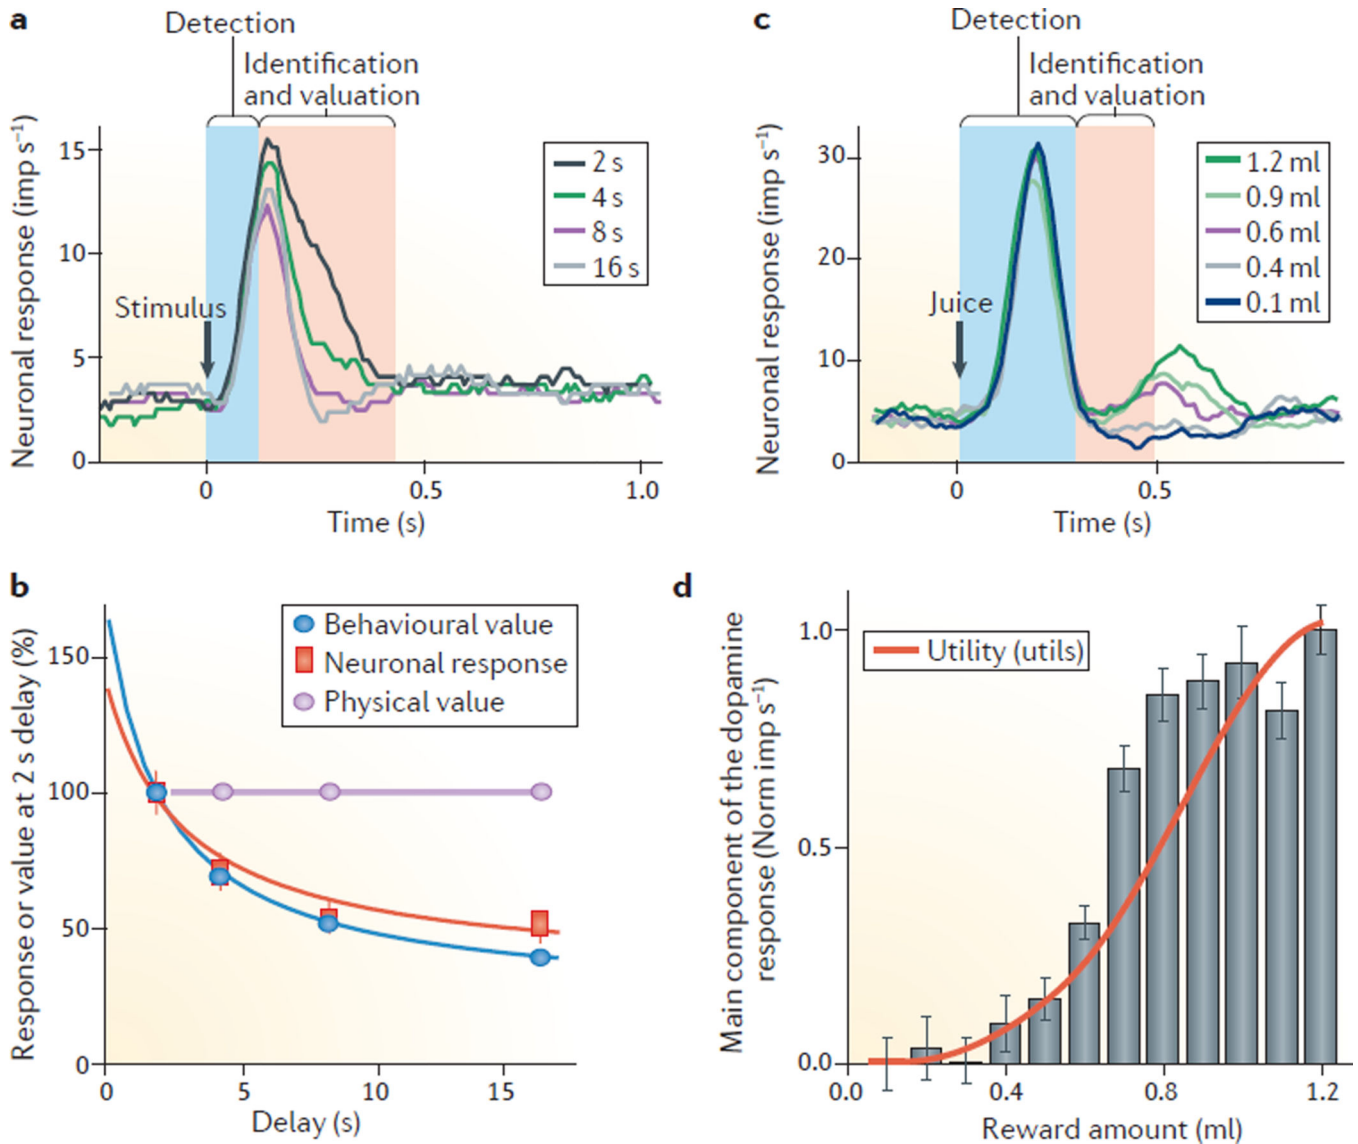 a
Detection
Identification
and valuation
Neuronal response (imp s⁻¹)
15
10
5
0
Stimulus
2 s
4 s
8 s
16 s
0
0.5
1.0
Time (s)
c
Detection
Identification
and valuation
Neuronal response (imp s⁻¹)
30
20
10
0
Juice
1.2 ml
0.9 ml
0.6 ml
0.4 ml
0.1 ml
0
0.5
Time (s)
b
Response or value at 2 s delay (%)
150
100
50
0
Behavioural value
Neuronal response
Physical value
0
5
10
15
Delay (s)
d
Main component of the dopamine
response (Norm imp s⁻¹)
1.0
0.5
0.0
Utility (utils)
0.0
0.4
0.8
1.2
Reward amount (ml)